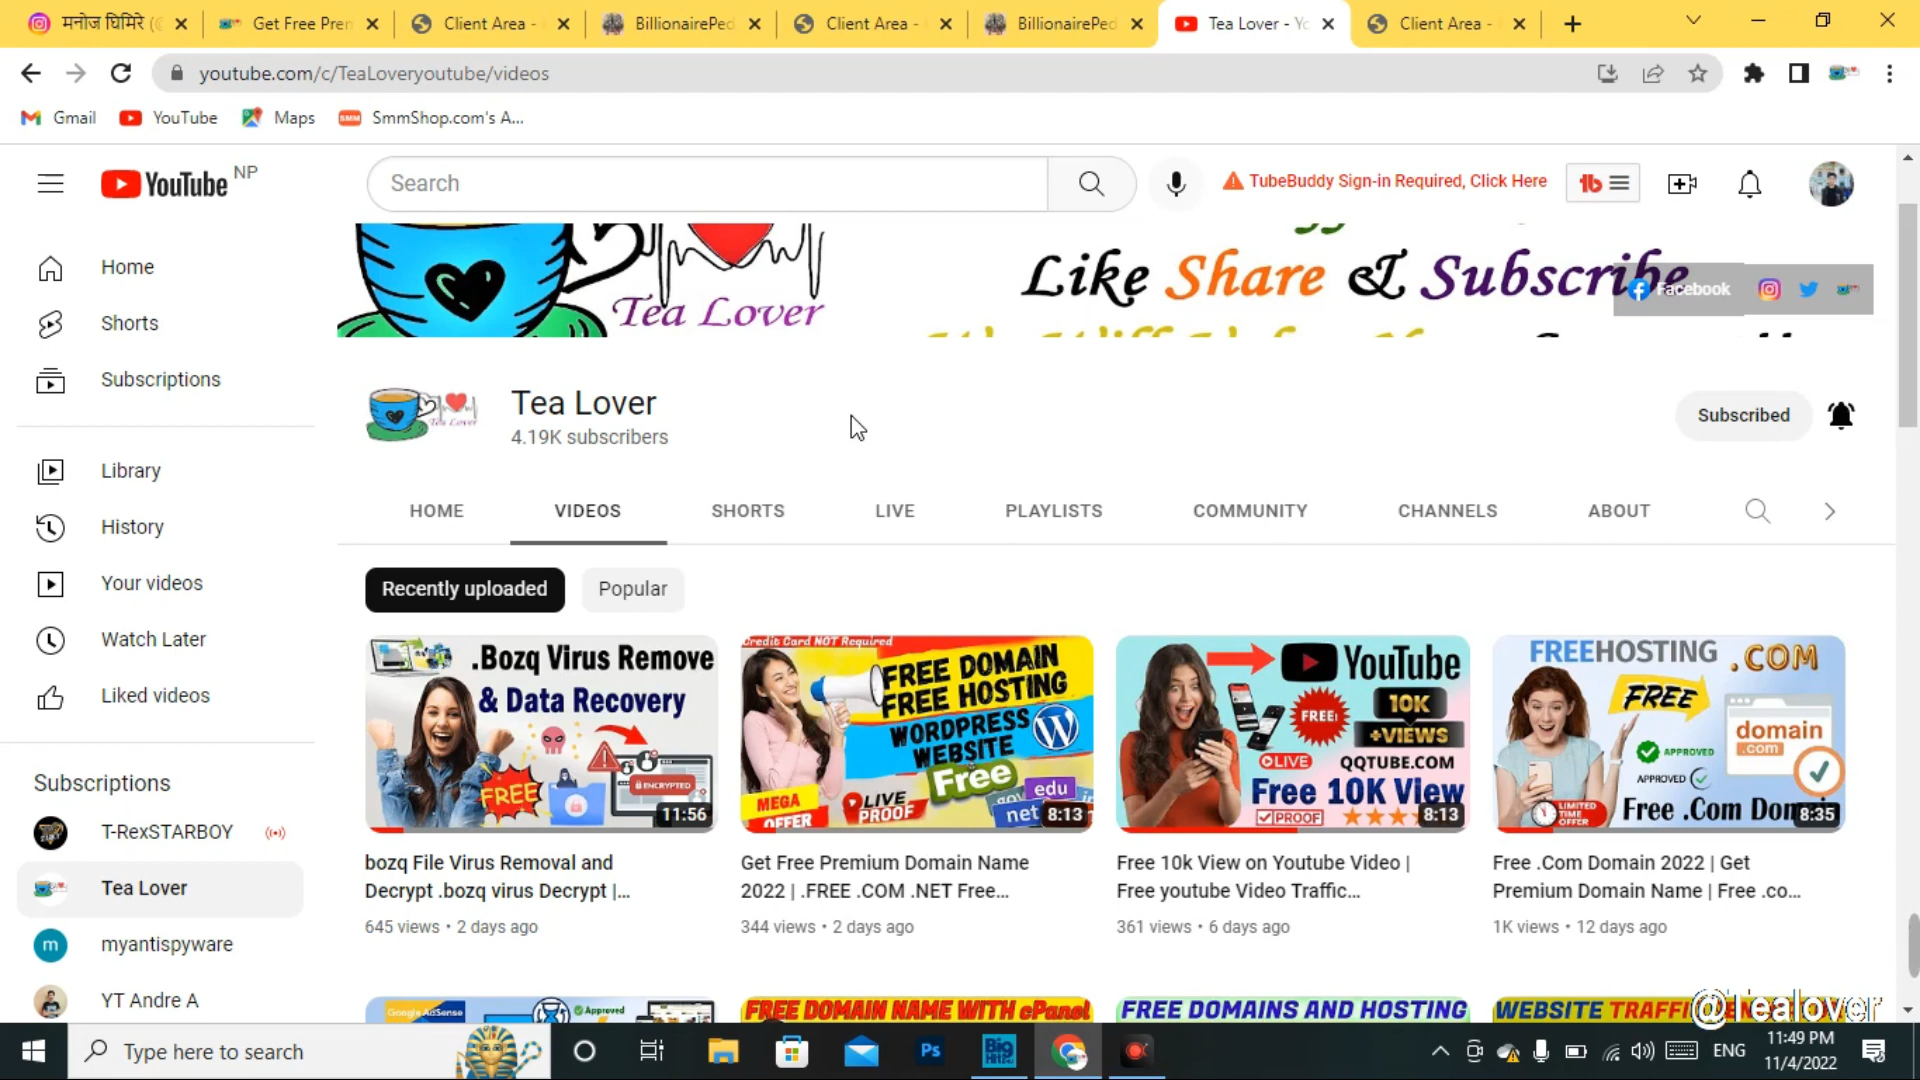 मनोज घिमिरे (
Get Free Pren
Client Area -
BillionairePed
Client Area -
BillionairePed
Tea Lover - Yo
Client Area -
youtube.com/c/TeaLoveryoutube/videos
Gmail
YouTube
Maps
SmmShop.com's A...
YouTube NP
Search
TubeBuddy Sign-in Required, Click Here
Tea Lover
Like Share & Subscribe
Facebook
Home
Shorts
Subscriptions
Library
History
Your videos
Watch Later
Liked videos
Subscriptions
T-RexSTARBOY
Tea Lover
myantispyware
YT Andre A
Tea Lover
4.19K subscribers
Subscribed
HOME
VIDEOS
SHORTS
LIVE
PLAYLISTS
COMMUNITY
CHANNELS
ABOUT
Recently uploaded
Popular
.Bozq Virus Remove
& Data Recovery
FREE
ENCRYPTED
11:56
Credit Card NOT Required
FREE DOMAIN
FREE HOSTING
WORDPRESS
WEBSITE
Free
MEGA
OFFER
LIVE
PROOF
edu
net
8:13
YouTube
FREE!
10K
+VIEWS
LIVE
QQTUBE.COM
Free 10K View
PROOF
8:13
FREEHOSTING .COM
FREE
APPROVED
APPROVED
domain
.com
LIMITED
TIME
OFFER
Free .Com Domain
8:35
bozq File Virus Removal and
Decrypt .bozq virus Decrypt |...
645 views • 2 days ago
Get Free Premium Domain Name
2022 | .FREE .COM .NET Free...
344 views • 2 days ago
Free 10k View on Youtube Video |
Free youtube Video Traffic...
361 views • 6 days ago
Free .Com Domain 2022 | Get
Premium Domain Name | Free .co...
1K views • 12 days ago
Google AdSense
Approved
FREE DOMAIN NAME WITH cPanel
FREE DOMAINS AND HOSTING
WEBSITE TRAFFI
@Tealover
Type here to search
Ps
ENG
11:49 PM
11/4/2022